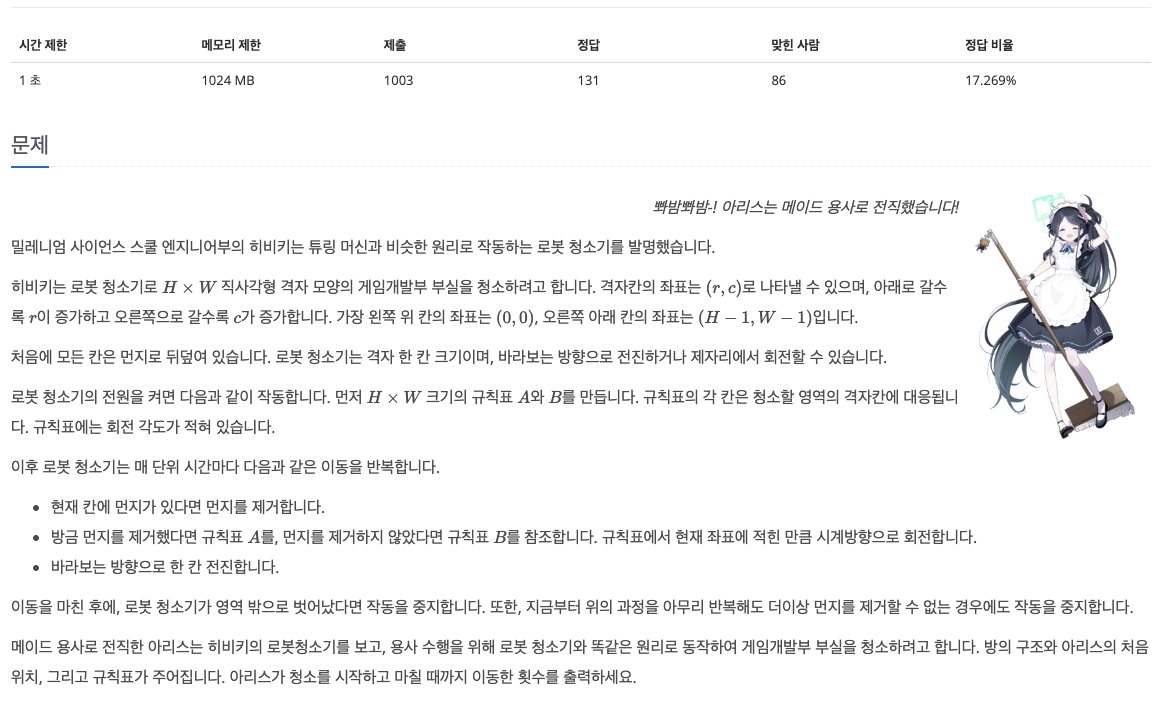 시간 제한 메모리 제한 제출 정답 맞힌 사람 정답 비율
1 초 1024 MB 1003 131 86 17.269%
문제
빠밤빠밤-! 아리스는 메이드 용사로 전직했습니다!
밀레니엄 사이언스 스쿨 엔지니어부의 히비키는 튜링 머신과 비슷한 원리로 작동하는 로봇 청소기를 발명했습니다.
히비키는 로봇 청소기로 H × W 직사각형 격자 모양의 게임개발부 부실을 청소하려고 합니다. 격자칸의 좌표는 (r, c)로 나타낼 수 있으며, 아래로 갈수
록 r이 증가하고 오른쪽으로 갈수록 c가 증가합니다. 가장 왼쪽 위 칸의 좌표는 (0, 0), 오른쪽 아래 칸의 좌표는 (H − 1, W − 1)입니다.
처음에 모든 칸은 먼지로 뒤덮여 있습니다. 로봇 청소기는 격자 한 칸 크기이며, 바라보는 방향으로 전진하거나 제자리에서 회전할 수 있습니다.
로봇 청소기의 전원을 켜면 다음과 같이 작동합니다. 먼저 H × W 크기의 규칙표 A와 B를 만듭니다. 규칙표의 각 칸은 청소할 영역의 격자칸에 대응됩니
다. 규칙표에는 회전 각도가 적혀 있습니다.
이후 로봇 청소기는 매 단위 시간마다 다음과 같은 이동을 반복합니다.
• 현재 칸에 먼지가 있다면 먼지를 제거합니다.
• 방금 먼지를 제거했다면 규칙표 A를, 먼지를 제거하지 않았다면 규칙표 B를 참조합니다. 규칙표에서 현재 좌표에 적힌 만큼 시계방향으로 회전합니다.
• 바라보는 방향으로 한 칸 전진합니다.
이동을 마친 후에, 로봇 청소기가 영역 밖으로 벗어났다면 작동을 중지합니다. 또한, 지금부터 위의 과정을 아무리 반복해도 더이상 먼지를 제거할 수 없는 경우에도 작동을 중지합니다.
메이드 용사로 전직한 아리스는 히비키의 로봇청소기를 보고, 용사 수행을 위해 로봇 청소기와 똑같은 원리로 동작하여 게임개발부 부실을 청소하려고 합니다. 방의 구조와 아리스의 처음
위치, 그리고 규칙표가 주어집니다. 아리스가 청소를 시작하고 마칠 때까지 이동한 횟수를 출력하세요.